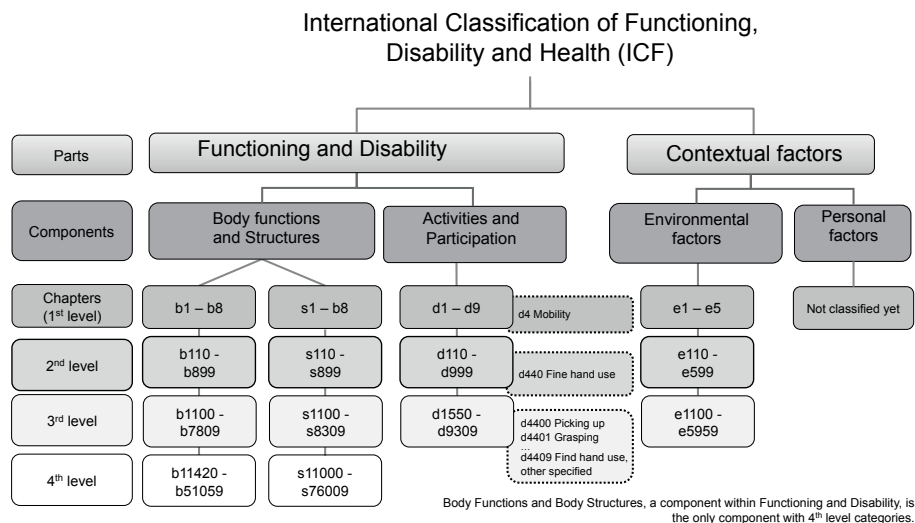 International Classification of Functioning,
Disability and Health (ICF)
Parts
Functioning and Disability
Contextual factors
Components
Body functions
and Structures
Activities and
Participation
Environmental
factors
Personal
factors
Chapters
(1st level)
b1 – b8
s1 – b8
d1 – d9
d4 Mobility
e1 – e5
Not classified yet
2nd level
b110 -
b899
s110 -
s899
d110 -
d999
d440 Fine hand use
e110 -
e599
3rd level
b1100 -
b7809
s1100 -
s8309
d1550 -
d9309
d4400 Picking up
d4401 Grasping
...
d4409 Find hand use,
other specified
e1100 -
e5959
4th level
b11420 -
b51059
s11000 -
s76009
Body Functions and Body Structures, a component within Functioning and Disability, is
the only component with 4th level categories.